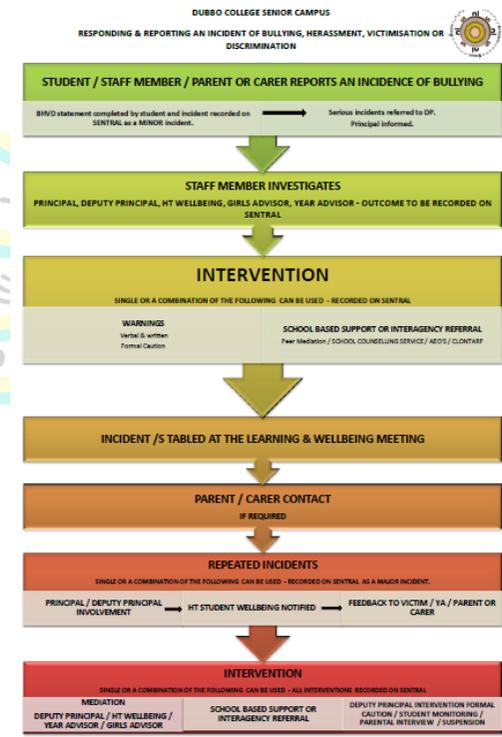 DUBBO COLLEGE SENIOR CAMPUS
RESPONDING & REPORTING AN INCIDENT OF BULLYING, HERASSMENT, VICTIMISATION OR
DISCRIMINATION
STUDENT / STAFF MEMBER / PARENT OR CARER REPORTS AN INCIDENCE OF BULLYING
BHVD statement completed by student and incident recorded on
SENTRAL as a MINOR incident.
Serious incidents referred to DP.
Principal informed.
STAFF MEMBER INVESTIGATES
PRINCIPAL, DEPUTY PRINCIPAL, HT WELLBEING, GIRLS ADVISOR, YEAR ADVISOR - OUTCOME TO BE RECORDED ON
SENTRAL
INTERVENTION
SINGLE OR A COMBINATION OF THE FOLLOWING CAN BE USED - RECORDED ON SENTRAL
WARNINGS
Verbal & written
Formal Caution
SCHOOL BASED SUPPORT OR INTERAGENCY REFERRAL
Peer Mediation / SCHOOL COUNSELLING SERVICE / AEO'S / CLONTARF
INCIDENT /S TABLED AT THE LEARNING & WELLBEING MEETING
PARENT / CARER CONTACT
IF REQUIRED
REPEATED INCIDENTS
SINGLE OR A COMBINATION OF THE FOLLOWING CAN BE USED - RECORDED ON SENTRAL AS A MAJOR INCIDENT.
PRINCIPAL / DEPUTY PRINCIPAL
INVOLVEMENT
HT STUDENT WELLBEING NOTIFIED
FEEDBACK TO VICTIM / YA / PARENT OR
CARER
INTERVENTION
SINGLE OR A COMBINATION OF THE FOLLOWING CAN BE USED - ALL INTERVENTIONS RECORDED ON SENTRAL
MEDIATION
DEPUTY PRINCIPAL / HT WELLBEING /
YEAR ADVISOR / GIRLS ADVISOR
SCHOOL BASED SUPPORT OR
INTERAGENCY REFERRAL
DEPUTY PRINCIPAL INTERVENTION FORMAL
CAUTION / STUDENT MONITORING /
PARENTAL INTERVIEW / SUSPENSION